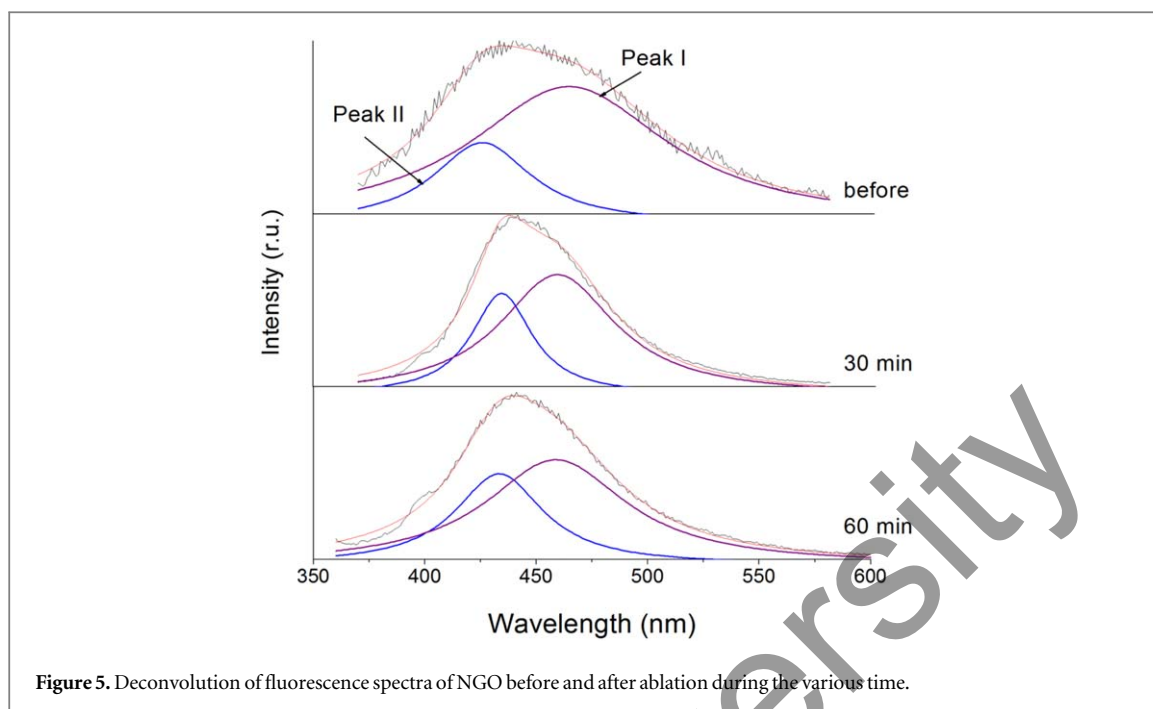 Peak I
Peak II
before
30 min
60 min
Intensity (r.u.)
350 400 450 500 550 600
Wavelength (nm)
ersity
Figure 5. Deconvolution of fluorescence spectra of NGO before and after ablation during the various time.